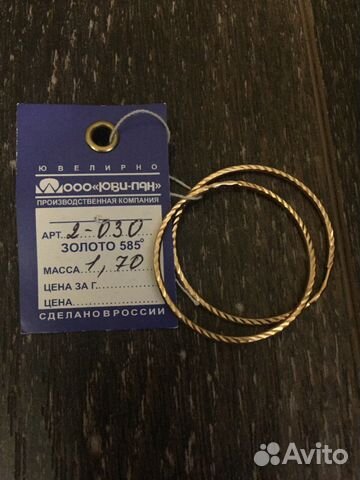 ЮВЕЛИРНО
ООО «ЮВИ-ПАН»
ПРОИЗВОДСТВЕННАЯ КОМПАНИЯ
АРТ. 2-030
ЗОЛОТО 585°
МАССА 1,70
ЦЕНА ЗА Г.
ЦЕНА
СДЕЛАНО В РОССИИ
Avito